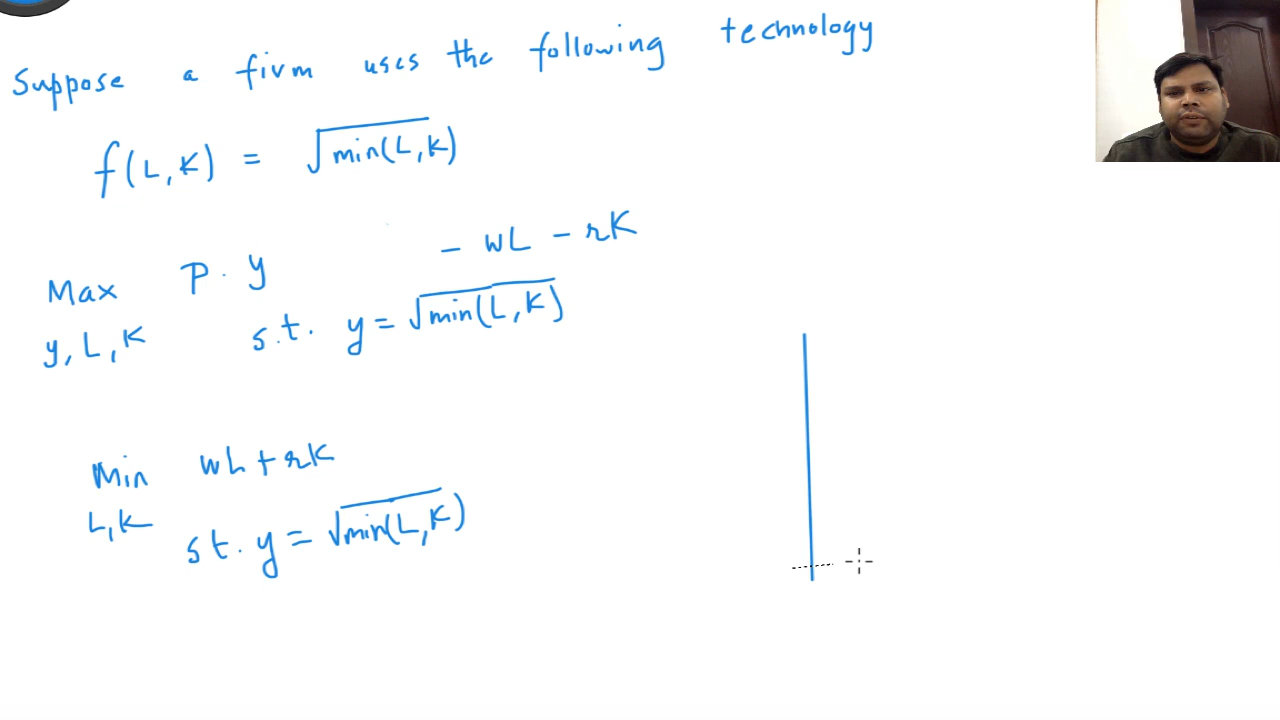 Suppose a firm uses the following technology
f(L,K) = √min(L,K)
Max P. y - wL - rK
y, L, K s.t. y = √min(L,K)
Min wL + rK
L,K s.t. y = √min(L,K)